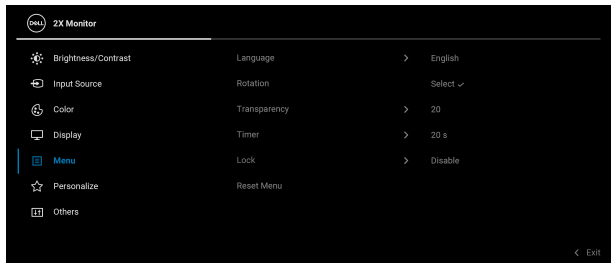 DELL 2X Monitor
Brightness/Contrast Language > English
Input Source Rotation Select ✓
Color Transparency > 20
Display Timer > 20 s
Menu Lock > Disable
Personalize Reset Menu
Others
< Exit